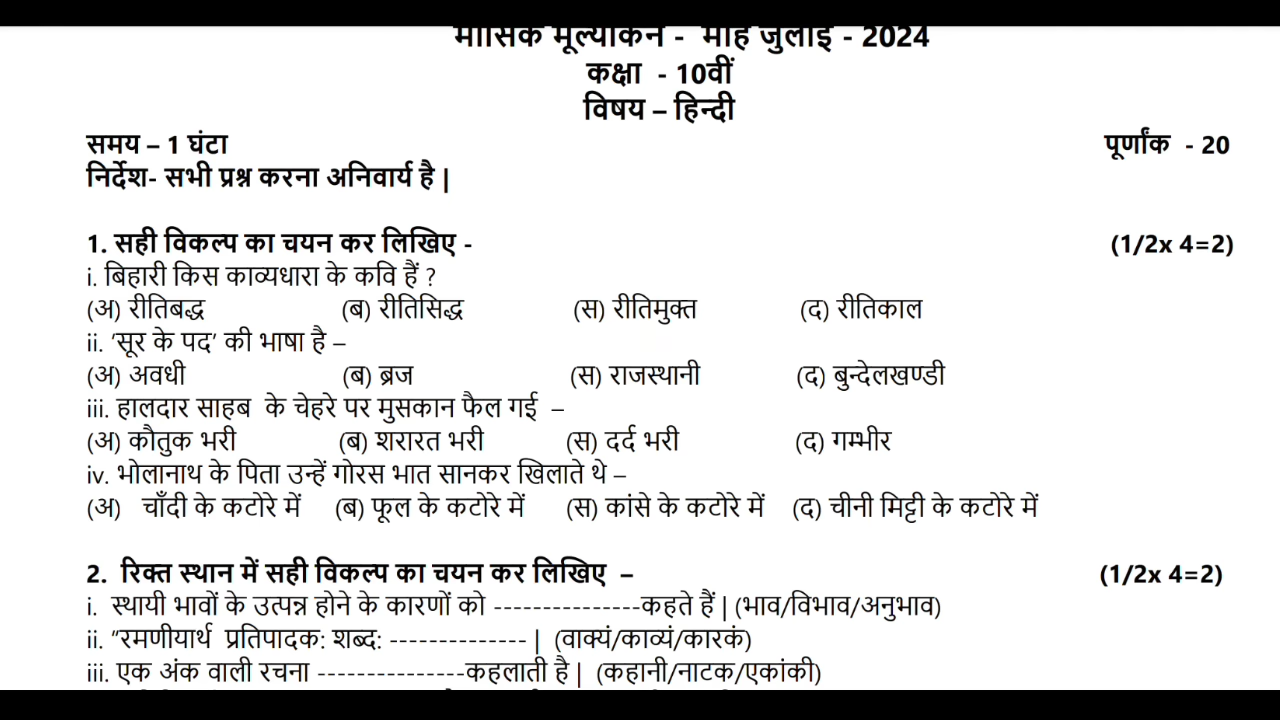 मासिक मूल्यांकन - माह जुलाई - 2024
कक्षा - 10वीं
विषय – हिन्दी
समय – 1 घंटा पूर्णांक - 20
निर्देश- सभी प्रश्न करना अनिवार्य है |
1. सही विकल्प का चयन कर लिखिए - (1/2x 4=2)
i. बिहारी किस काव्यधारा के कवि हैं ?
(अ) रीतिबद्ध (ब) रीतिसिद्ध (स) रीतिमुक्त (द) रीतिकाल
ii. ‘सूर के पद’ की भाषा है –
(अ) अवधी (ब) ब्रज (स) राजस्थानी (द) बुन्देलखण्डी
iii. हालदार साहब के चेहरे पर मुसकान फैल गई –
(अ) कौतुक भरी (ब) शरारत भरी (स) दर्द भरी (द) गम्भीर
iv. भोलानाथ के पिता उन्हें गोरस भात सानकर खिलाते थे –
(अ) चाँदी के कटोरे में (ब) फूल के कटोरे में (स) कांसे के कटोरे में (द) चीनी मिट्टी के कटोरे में
2. रिक्त स्थान में सही विकल्प का चयन कर लिखिए – (1/2x 4=2)
i. स्थायी भावों के उत्पन्न होने के कारणों को ---------------कहते हैं | (भाव/विभाव/अनुभाव)
ii. “रमणीयार्थ प्रतिपादक: शब्द: -------------- | (वाक्यं/काव्यं/कारकं)
iii. एक अंक वाली रचना ---------------कहलाती है | (कहानी/नाटक/एकांकी)